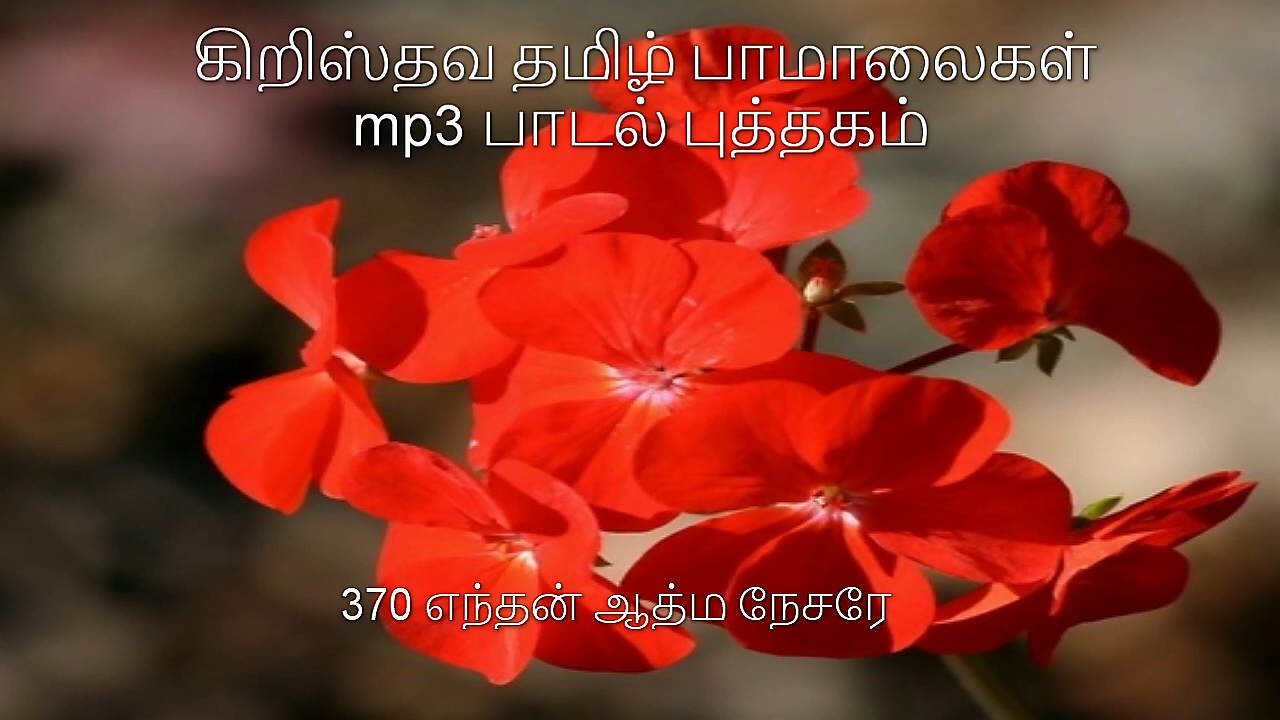 கிறிஸ்தவ தமிழ் பாமாலைகள்
mp3 பாடல் புத்தகம்
370 எந்தன் ஆத்ம நேசரே